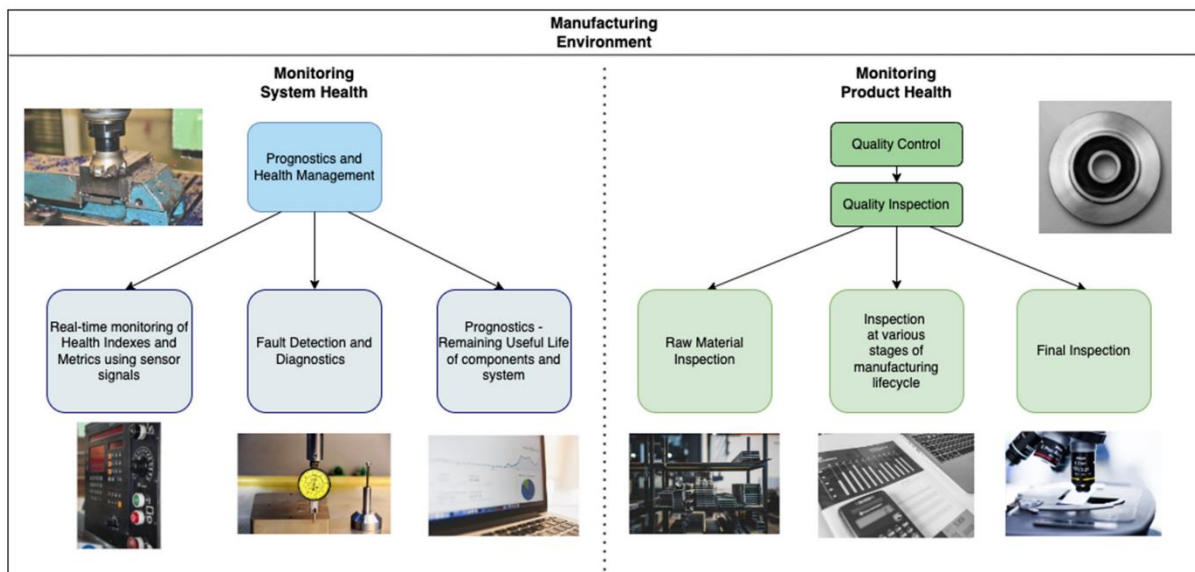 Manufacturing
Environment
Monitoring
System Health
Prognostics and
Health Management
Real-time monitoring of
Health Indexes and
Metrics using sensor
signals
Fault Detection and
Diagnostics
Prognostics -
Remaining Useful Life
of components and
system
Monitoring
Product Health
Quality Control
Quality Inspection
Raw Material
Inspection
Inspection
at various
stages of
manufacturing
lifecycle
Final Inspection